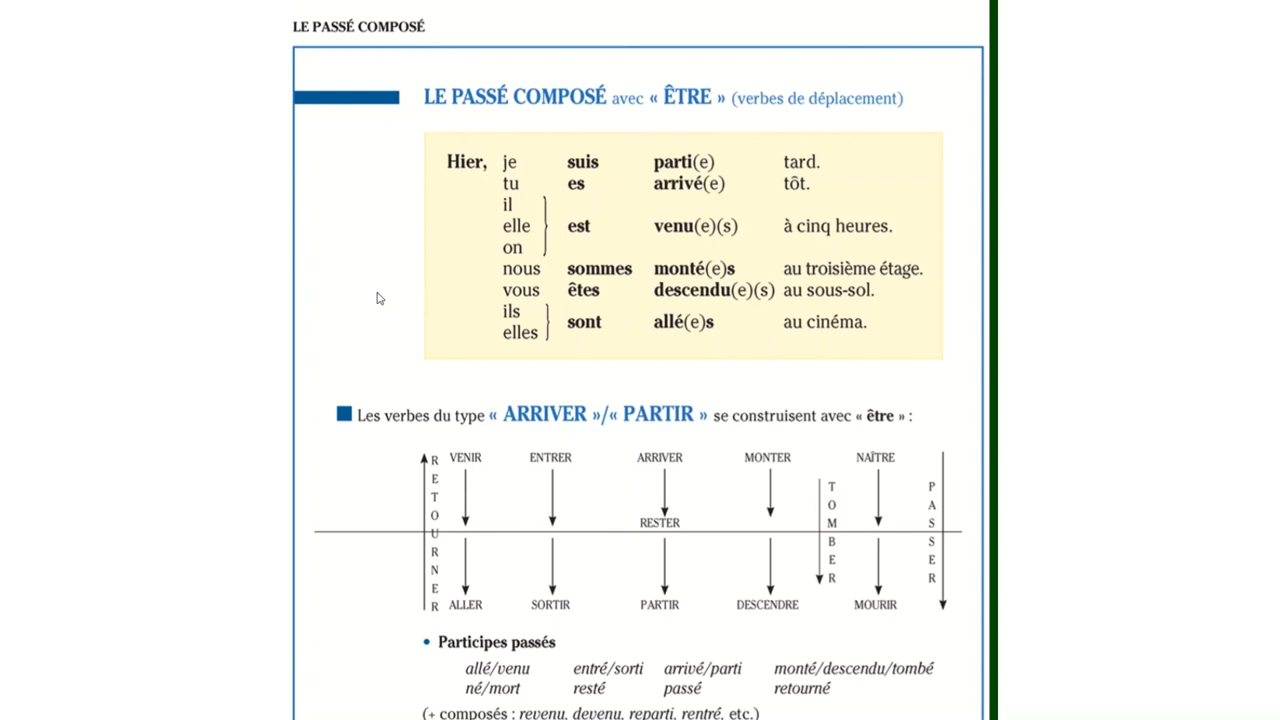 LE PASSÉ COMPOSÉ
LE PASSÉ COMPOSÉ avec « ÊTRE » (verbes de déplacement)
Hier, je suis parti(e) tard.
tu es arrivé(e) tôt.
il
elle est venu(e)(s) à cinq heures.
on
nous sommes monté(e)s au troisième étage.
vous êtes descendu(e)(s) au sous-sol.
ils
sont allé(e)s au cinéma.
elles
Les verbes du type « ARRIVER »/« PARTIR » se construisent avec « être » :
RETOURNER
VENIR ENTRER ARRIVER MONTER NAÎTRE
RESTER
TOMBER
PASSER
ALLER SORTIR PARTIR DESCENDRE MOURIR
• Participes passés
allé/venu entré/sorti arrivé/parti monté/descendu/tombé
né/mort resté passé retourné
(+ composés : revenu, devenu, reparti, rentré, etc.)